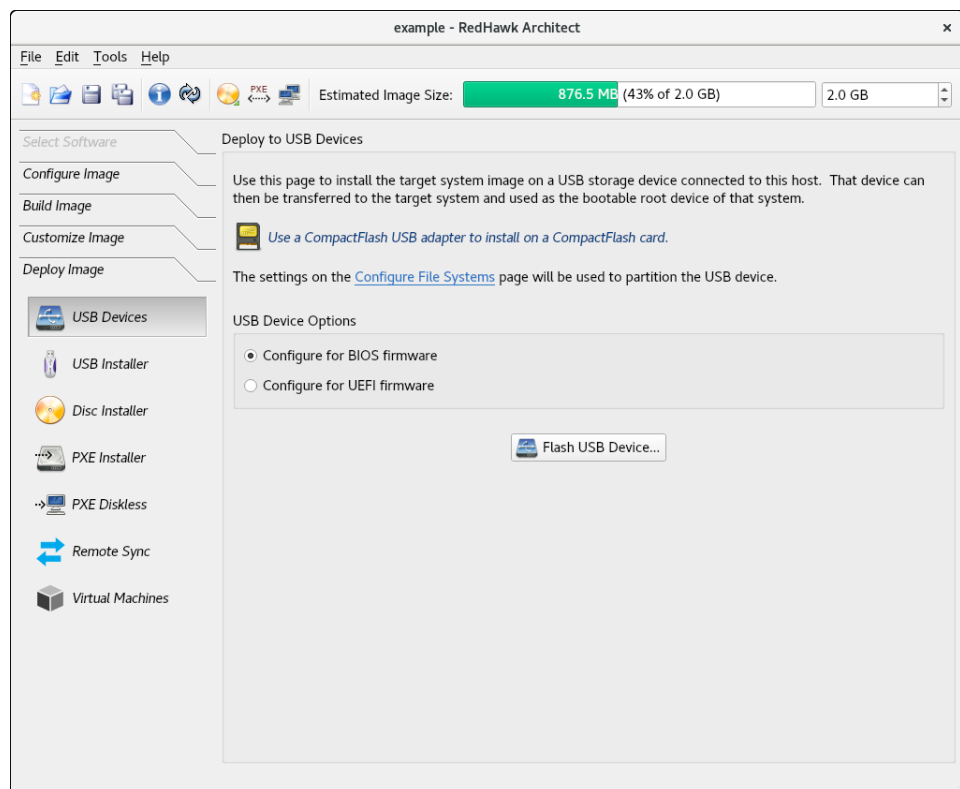 example - RedHawk Architect
File Edit Tools Help
PXE
Estimated Image Size: 876.5 MB (43% of 2.0 GB) 2.0 GB
Select Software
Configure Image
Build Image
Customize Image
Deploy Image
USB Devices
USB Installer
Disc Installer
PXE Installer
PXE Diskless
Remote Sync
Virtual Machines
Deploy to USB Devices
Use this page to install the target system image on a USB storage device connected to this host. That device can
then be transferred to the target system and used as the bootable root device of that system.
Use a CompactFlash USB adapter to install on a CompactFlash card.
The settings on the Configure File Systems page will be used to partition the USB device.
USB Device Options
Configure for BIOS firmware
Configure for UEFI firmware
Flash USB Device...